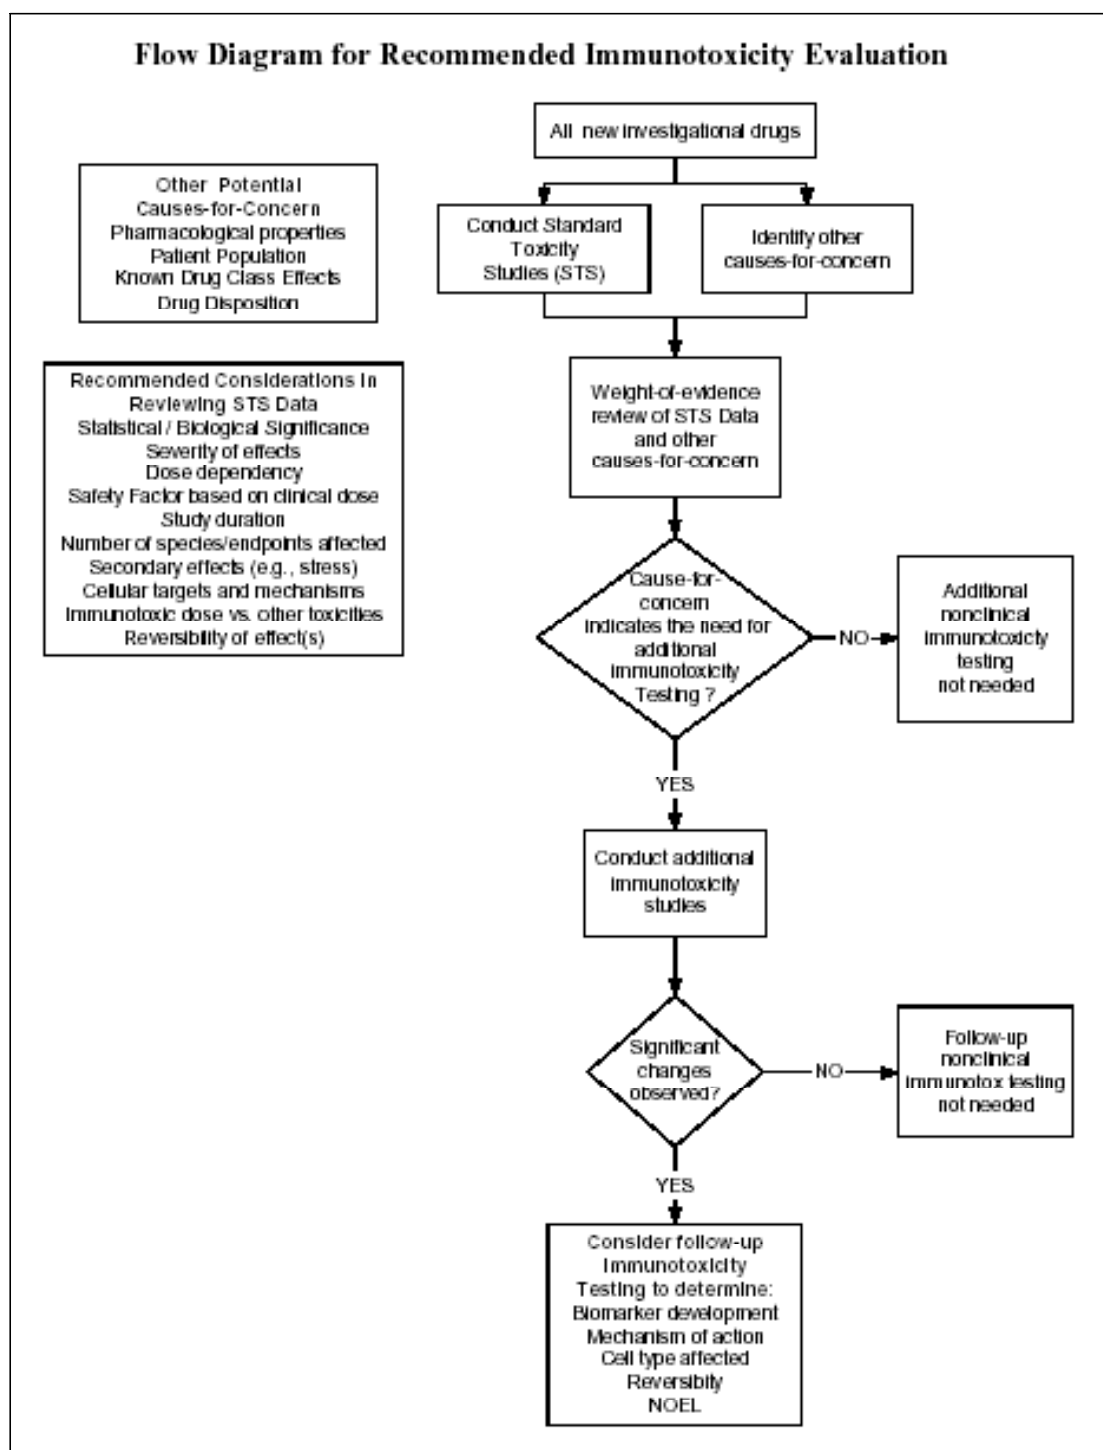 Flow Diagram for Recommended Immunotoxicity Evaluation
All new investigational drugs
Other Potential
Causes-for-Concern
Pharmacological properties
Patient Population
Known Drug Class Effects
Drug Disposition
Conduct Standard
Toxicity
Studies (STS)
Identify other
causes-for-concern
Recommended Considerations in
Reviewing STS Data
Statistical / Biological Significance
Severity of effects
Dose dependency
Safety Factor based on clinical dose
Study duration
Number of species/endpoints affected
Secondary effects (e.g., stress)
Cellular targets and mechanisms
Immunotoxic dose vs. other toxicities
Reversibility of effect(s)
Weight-of-evidence
review of STS Data
and other
causes-for-concern
Cause-for-
concern
indicates the need for
additional
immunotoxicity
Testing ?
NO
Additional
nonclinical
immunotoxicty
testing
not needed
YES
Conduct additional
immunotoxicity
studies
Significant
changes
observed?
NO
Follow-up
nonclinical
immunotox testing
not needed
YES
Consider follow-up
Immunotoxicity
Testing to determine:
Biomarker development
Mechanism of action
Cell type affected
Reversibity
NOEL